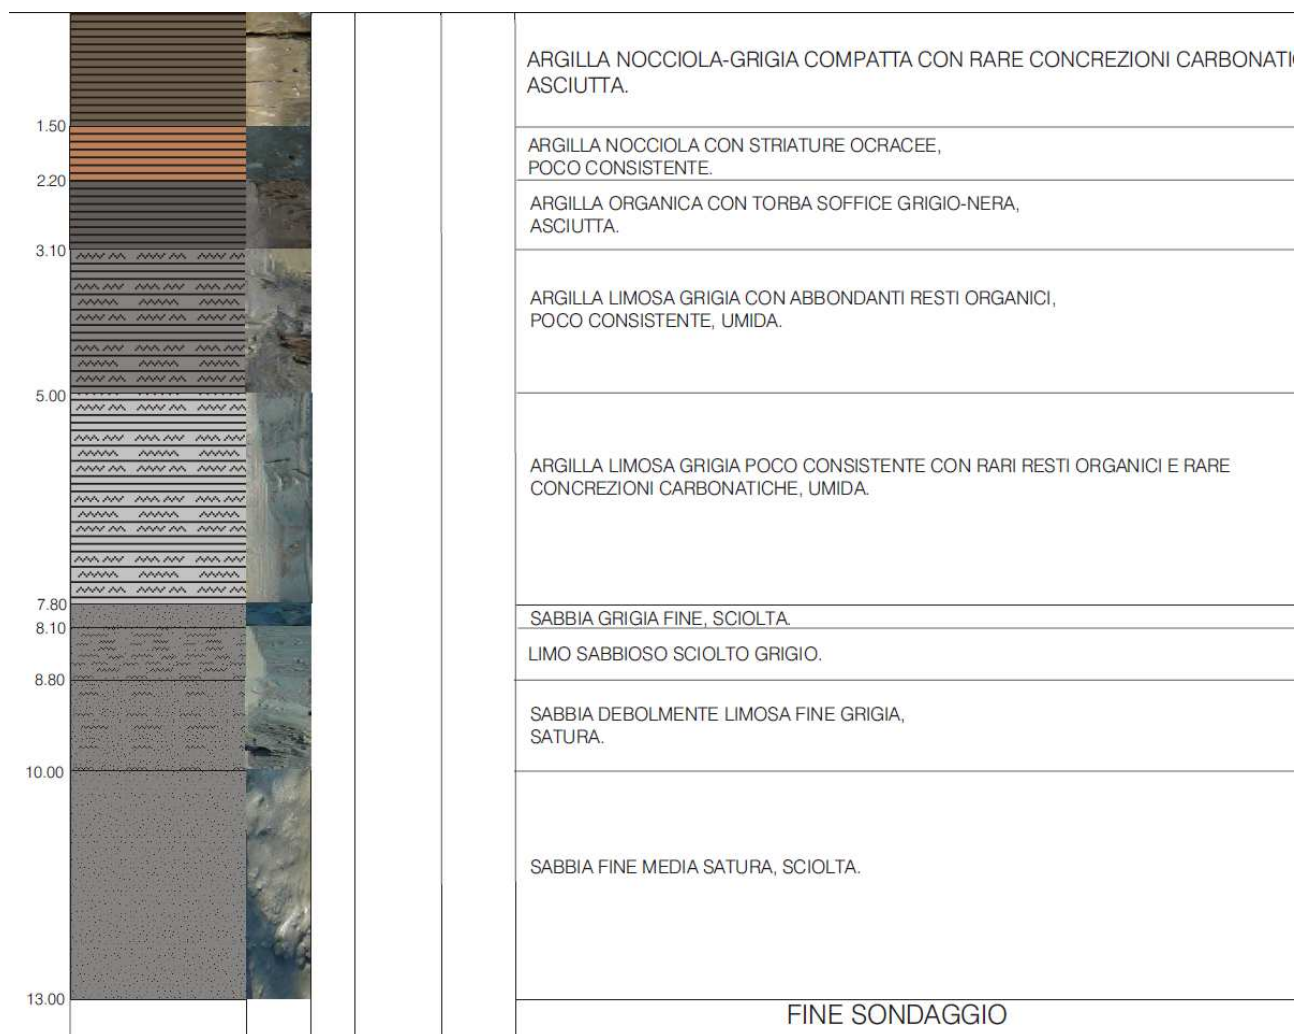 ARGILLA NOCCIOLA-GRIGIA COMPATTA CON RARE CONCREZIONI
ASCIUTTA.
1.50
ARGILLA NOCCIOLA CON STRIATURE OCRACEE,
POCO CONSISTENTE.
2.20
ARGILLA ORGANICA CON TORBA SOFFICE GRIGIO-NERA,
ASCIUTTA.
3.10
ARGILLA LIMOSA GRIGIA CON ABBONDANTI RESTI ORGANICI,
POCO CONSISTENTE, UMIDA.
5.00
ARGILLA LIMOSA GRIGIA POCO CONSISTENTE CON RARI RESTI ORGANICI E RARE
CONCREZIONI CARBONATICHE, UMIDA.
7.80
SABBIA GRIGIA FINE, SCIOLTA.
8.10
LIMO SABBIOSO SCIOLTO GRIGIO.
8.80
SABBIA DEBOLMENTE LIMOSA FINE GRIGIA,
SATURA.
10.00
SABBIA FINE MEDIA SATURA, SCIOLTA.
13.00
FINE SONDAGGIO